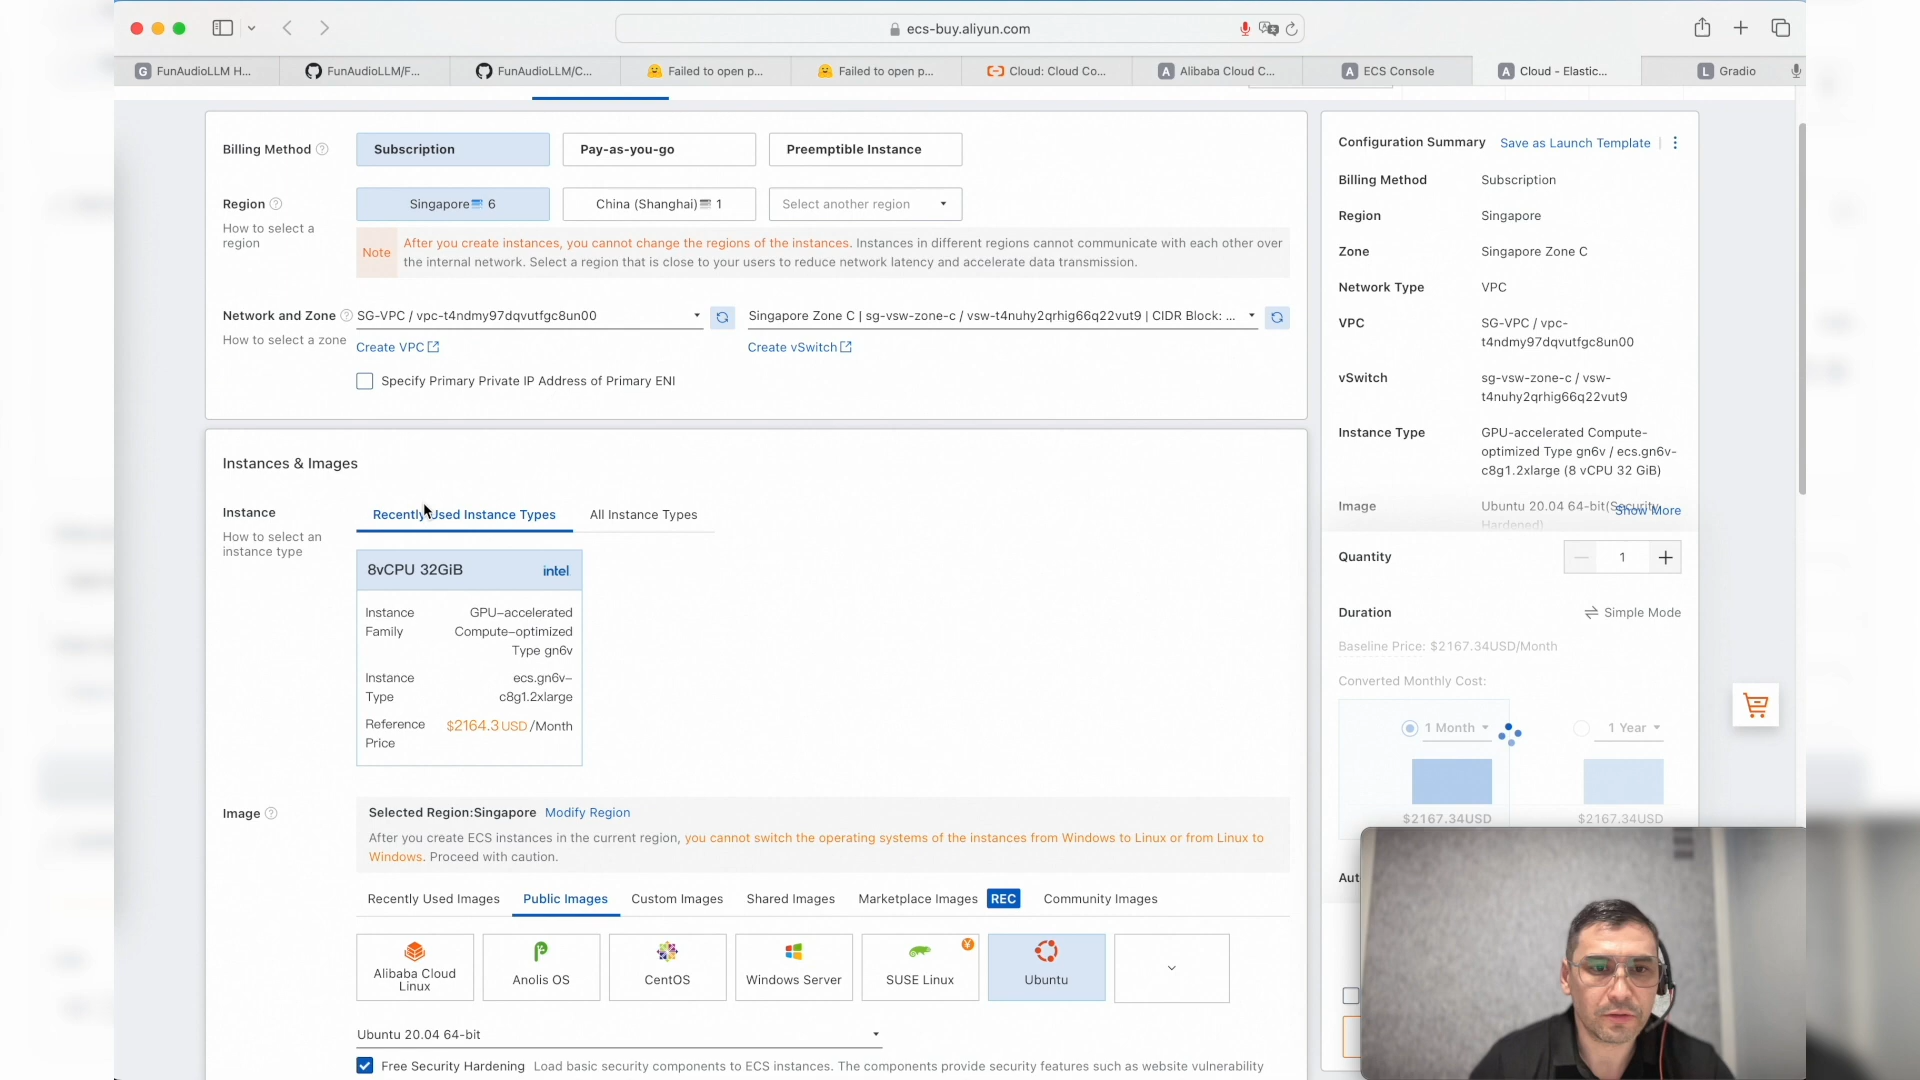 ecs-buy.aliyun.com
FunAudioLLM H...
FunAudioLLM/F...
FunAudioLLM/C...
Failed to open p...
Failed to open p...
Cloud: Cloud Co...
Alibaba Cloud C...
ECS Console
Cloud - Elastic...
Gradio
Billing Method
Subscription
Pay-as-you-go
Preemptible Instance
Region
Singapore 6
China (Shanghai) 1
Select another region
How to select a
region
Note
After you create instances, you cannot change the regions of the instances. Instances in different regions cannot communicate with each other over
the internal network. Select a region that is close to your users to reduce network latency and accelerate data transmission.
Network and Zone
SG-VPC / vpc-t4ndmy97dqvutfgc8un00
Singapore Zone C | sg-vsw-zone-c / vsw-t4nuhy2qrhig66q22vut9 | CIDR Block: ...
How to select a zone
Create VPC
Create vSwitch
Specify Primary Private IP Address of Primary ENI
Instances & Images
Instance
Recently Used Instance Types
All Instance Types
How to select an
instance type
8vCPU 32GiB
intel
Instance
Family
GPU-accelerated
Compute-optimized
Type gn6v
Instance
Type
ecs.gn6v-
c8g1.2xlarge
Reference
Price
$2164.3 USD /Month
Image
Selected Region:Singapore Modify Region
After you create ECS instances in the current region, you cannot switch the operating systems of the instances from Windows to Linux or from Linux to
Windows. Proceed with caution.
Recently Used Images
Public Images
Custom Images
Shared Images
Marketplace Images
REC
Community Images
Alibaba Cloud
Linux
Anolis OS
CentOS
Windows Server
SUSE Linux
Ubuntu
Ubuntu 20.04 64-bit
Free Security Hardening Load basic security components to ECS instances. The components provide security features such as website vulnerability
Configuration Summary
Save as Launch Template
Billing Method
Subscription
Region
Singapore
Zone
Singapore Zone C
Network Type
VPC
VPC
SG-VPC / vpc-
t4ndmy97dqvutfgc8un00
vSwitch
sg-vsw-zone-c / vsw-
t4nuhy2qrhig66q22vut9
Instance Type
GPU-accelerated Compute-
optimized Type gn6v / ecs.gn6v-
c8g1.2xlarge (8 vCPU 32 GiB)
Image
Ubuntu 20.04 64-bit(Security
Hardened)
Show More
Quantity
1
Duration
Simple Mode
Baseline Price: $2167.34USD/Month
Converted Monthly Cost:
1 Month
1 Year
$2167.34USD
$2167.34USD
Aut